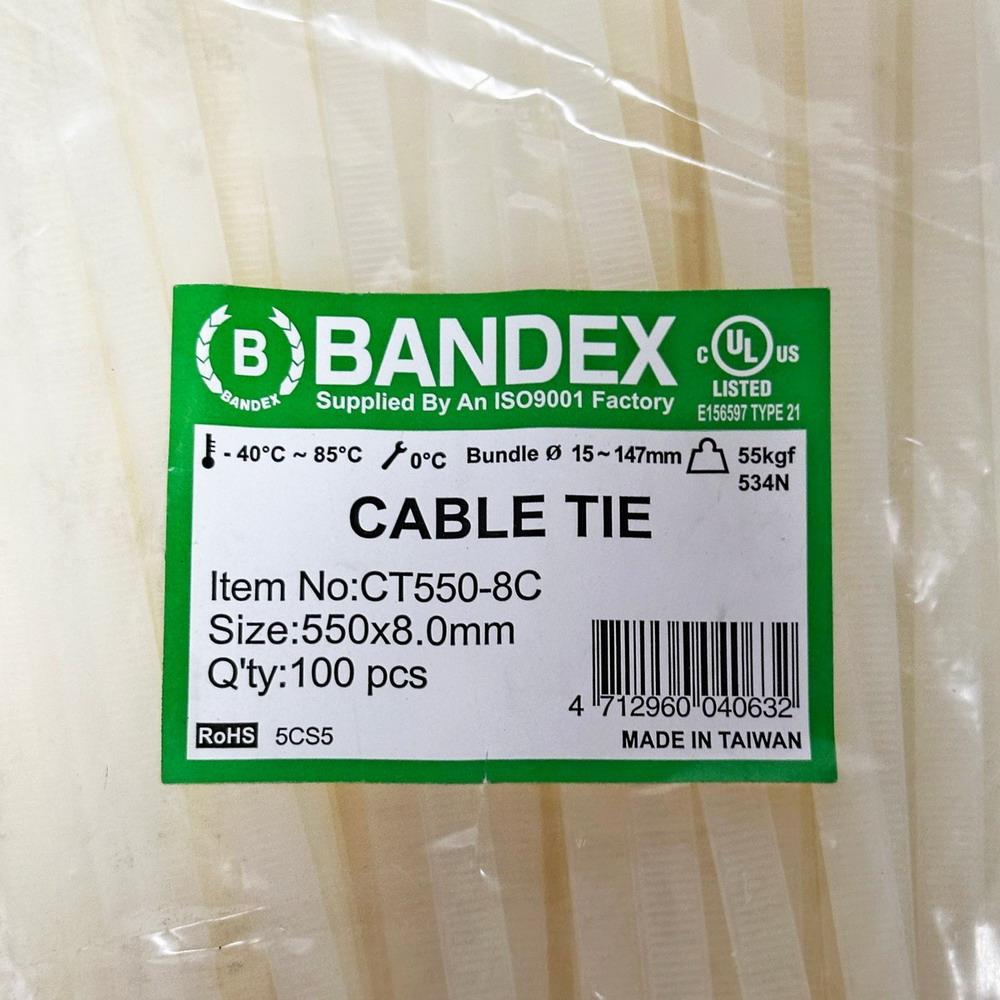 B
BANDEX
BANDEX
Supplied By An ISO9001 Factory
C UL US
LISTED
E156597 TYPE 21
- 40°C ~ 85°C 0°C Bundle Ø 15~147mm 55kgf
534N
CABLE TIE
Item No:CT550-8C
Size:550x8.0mm
Q'ty:100 pcs
4 712960 040632
RoHS 5CS5
MADE IN TAIWAN